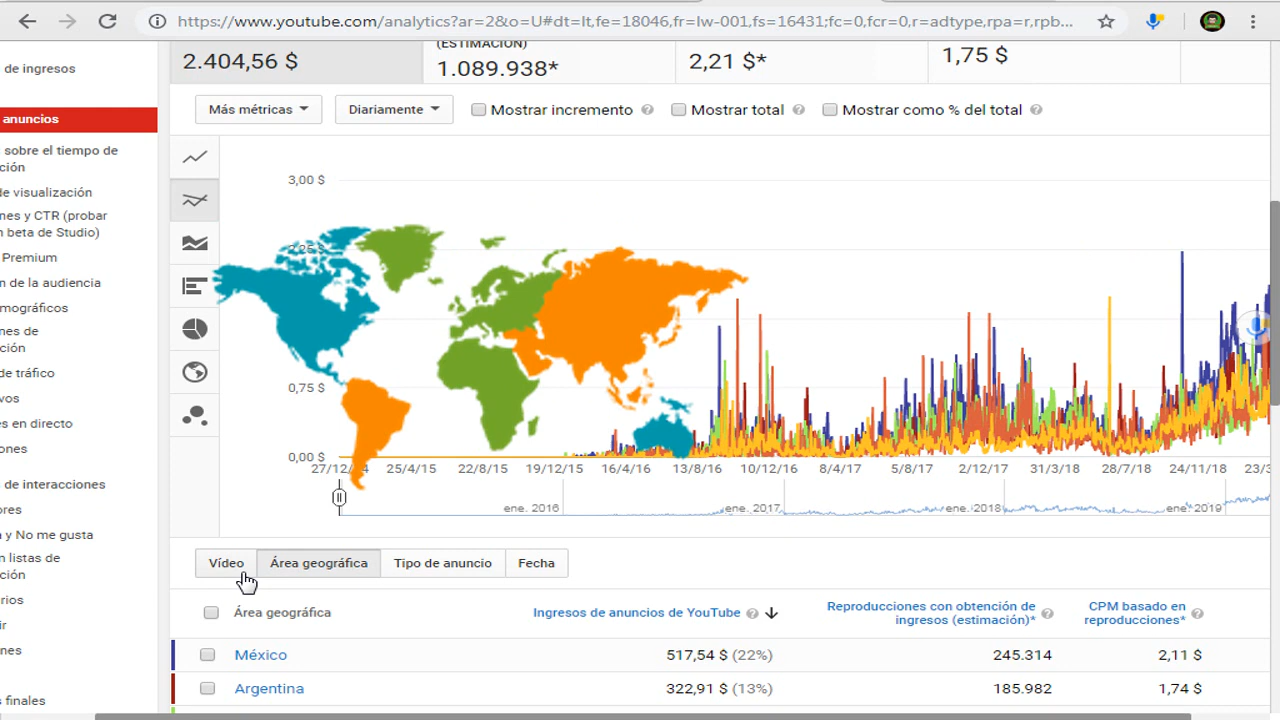 https://www.youtube.com/analytics?ar=2&o=U#dt=lt,fe=18046,fr=lw-001,fs=16431;fc=0,fcr=0,r=adtype,rpa=r,rpb...
de ingresos
anuncios
sobre el tiempo de
ción
de visualización
nes y CTR (probar
n beta de Studio)
Premium
n de la audiencia
emográficos
nes de
ción
de tráfico
vos
es en directo
ones
de interacciones
ores
a y No me gusta
n listas de
ción
rios
ir
nes
s finales
(ESTIMACIÓN)
2.404,56 $
1.089.938*
2,21 $*
1,75 $
Más métricas
Diariamente
Mostrar incremento ?
Mostrar total ?
Mostrar como % del total ?
3,00 $
2,25 $
0,75 $
0,00 $
27/12/14 25/4/15 22/8/15 19/12/15 16/4/16 13/8/16 10/12/16 8/4/17 5/8/17 2/12/17 31/3/18 28/7/18 24/11/18 23/3
ene. 2016 ene. 2017 ene. 2018 ene. 2019
Vídeo Área geográfica Tipo de anuncio Fecha
Área geográfica
Ingresos de anuncios de YouTube ?
Reproducciones con obtención de
ingresos (estimación)* ?
CPM basado en
reproducciones* ?
México 517,54 $ (22%) 245.314 2,11 $
Argentina 322,91 $ (13%) 185.982 1,74 $